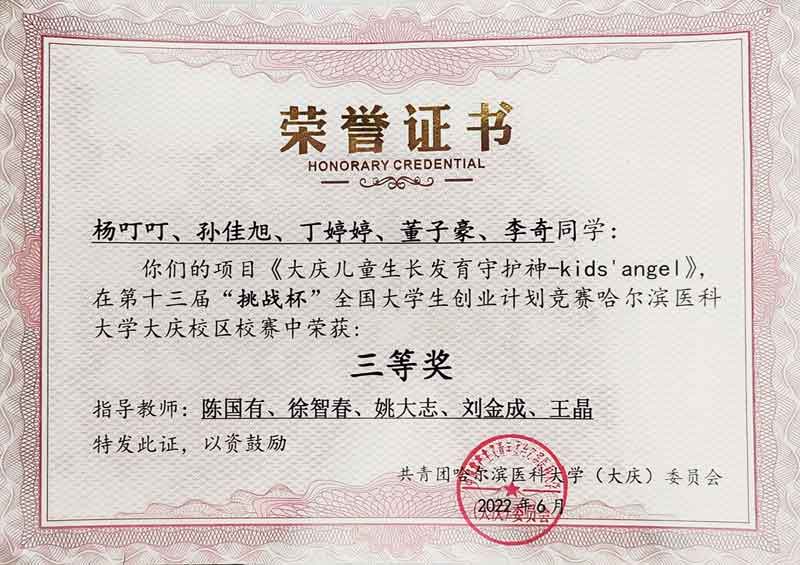 荣誉证书
HONORARY CREDENTIAL
杨叮叮、孙佳旭、丁婷婷、董子豪、李奇同学：
你们的项目《大庆儿童生长发育守护神-kids'angel》，
在第十三届“挑战杯”全国大学生创业计划竞赛哈尔滨医科
大学大庆校区校赛中荣获：
三等奖
指导教师：陈国有、徐智春、姚大志、刘金成、王晶
特发此证，以资鼓励
共青团哈尔滨医科大学（大庆）委员会
2022年6月
（大庆）委员会